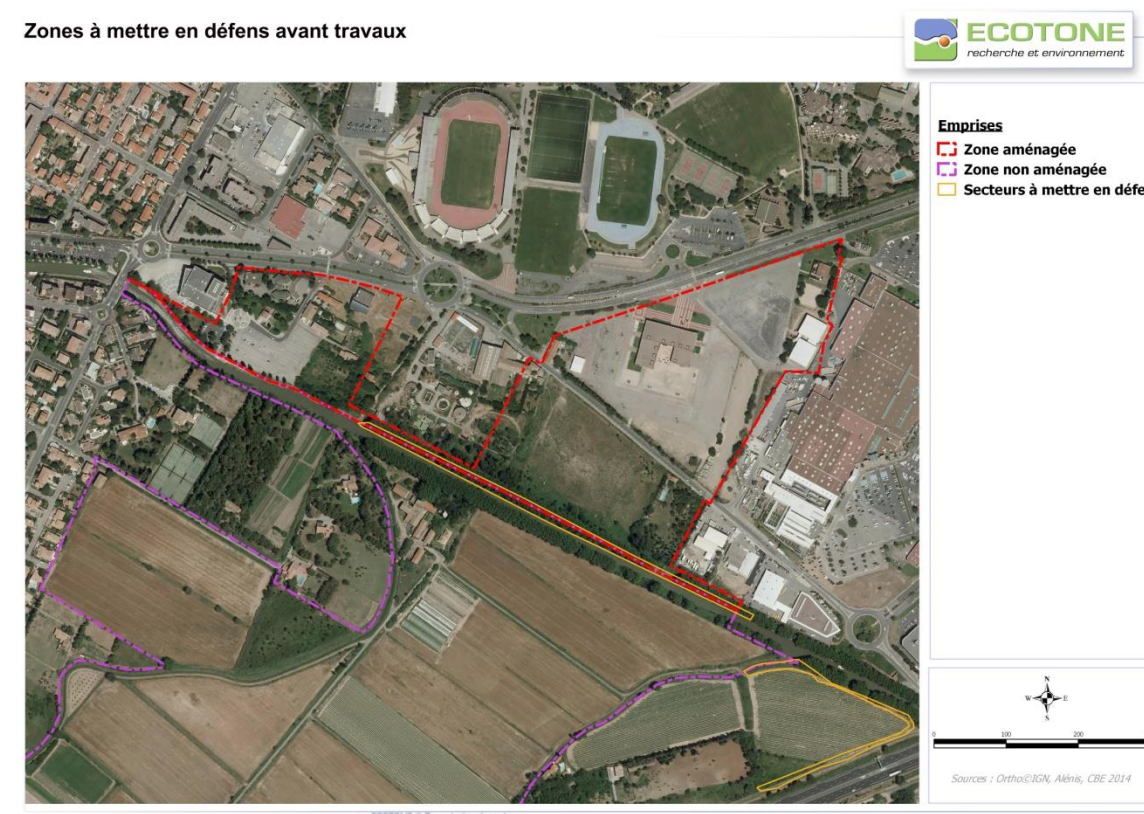 Zones à mettre en défens avant travaux
ECOTONE
recherche et environnement
Emprises
Zone aménagée
Zone non aménagée
Secteurs à mettre en défe
N
W E
S
0 100 200
Sources : Ortho©IGN, Alénis, CBE 2014